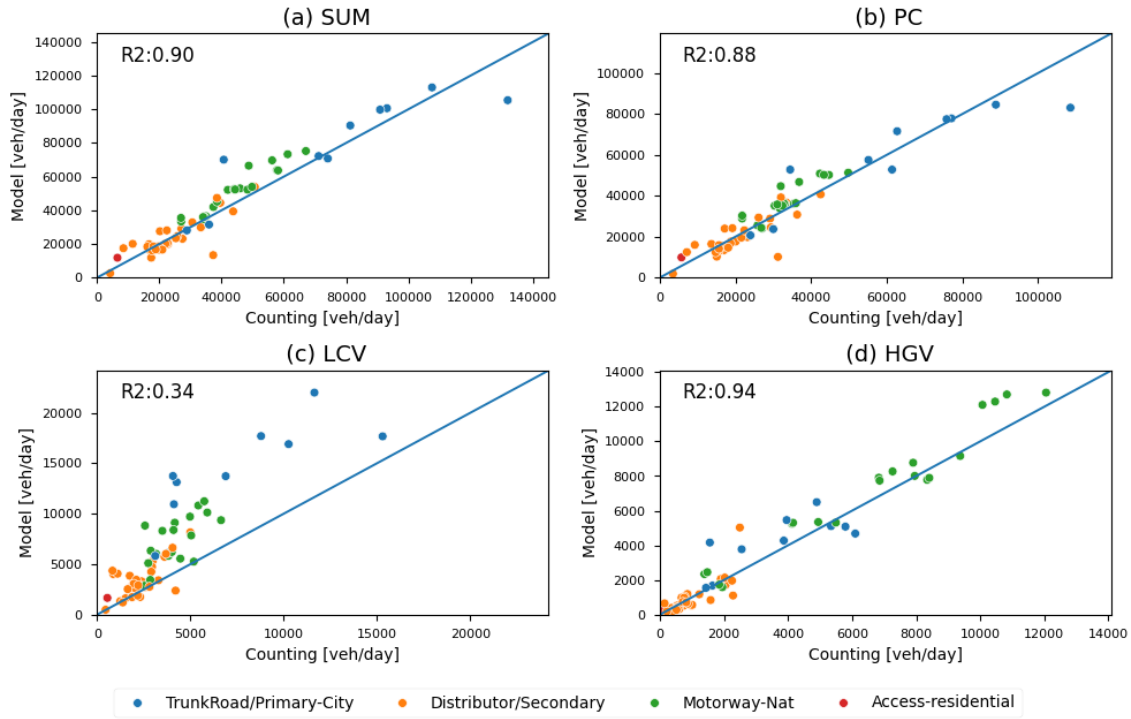 (a) SUM
R2:0.90
Model [veh/day]
140000
120000
100000
80000
60000
40000
20000
0
0 20000 40000 60000 80000 100000 120000 140000
Counting [veh/day]
(b) PC
R2:0.88
Model [veh/day]
100000
80000
60000
40000
20000
0
0 20000 40000 60000 80000 100000
Counting [veh/day]
(c) LCV
R2:0.34
Model [veh/day]
20000
15000
10000
5000
0
0 5000 10000 15000 20000
Counting [veh/day]
(d) HGV
R2:0.94
Model [veh/day]
14000
12000
10000
8000
6000
4000
2000
0
0 2000 4000 6000 8000 10000 12000 14000
Counting [veh/day]
TrunkRoad/Primary-City Distributor/Secondary Motorway-Nat Access-residential